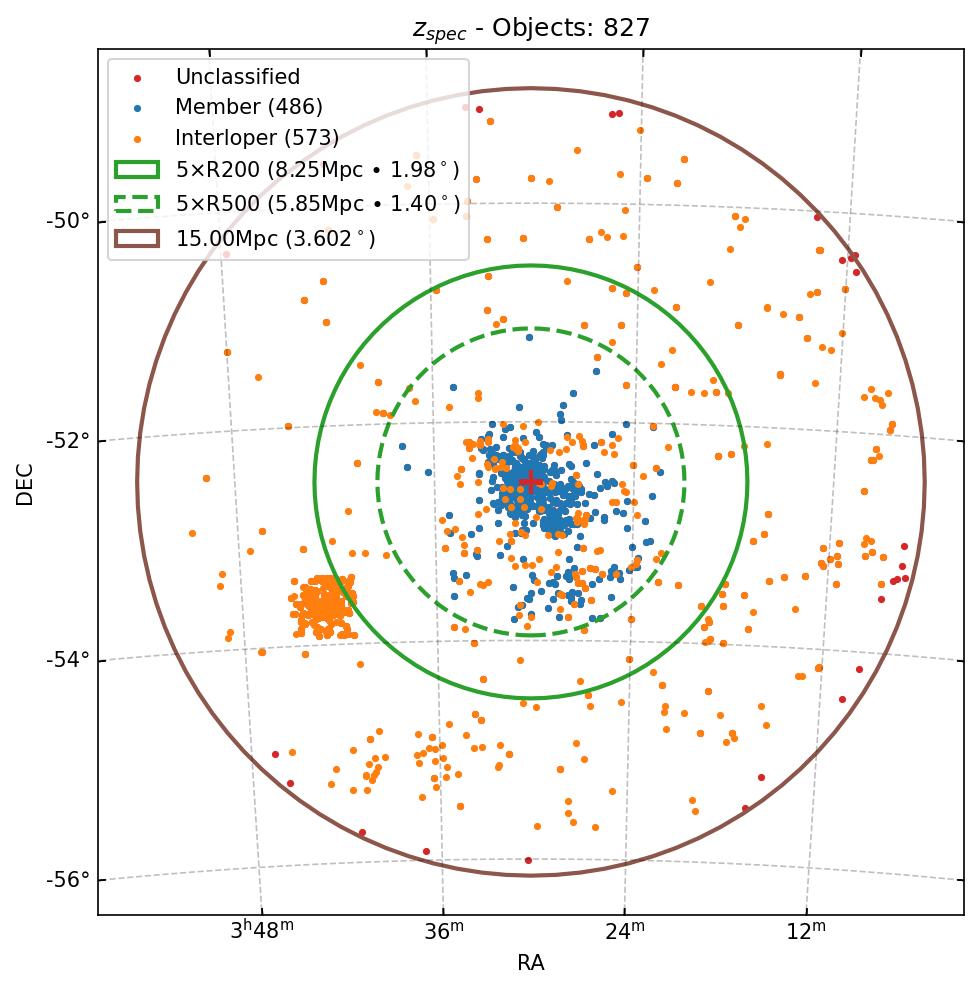 z_spec - Objects: 827
Unclassified
Member (486)
Interloper (573)
5×R200 (8.25Mpc • 1.98°)
5×R500 (5.85Mpc • 1.40°)
15.00Mpc (3.602°)
-50°
-52°
-54°
-56°
DEC
3h48m
36m
24m
12m
RA